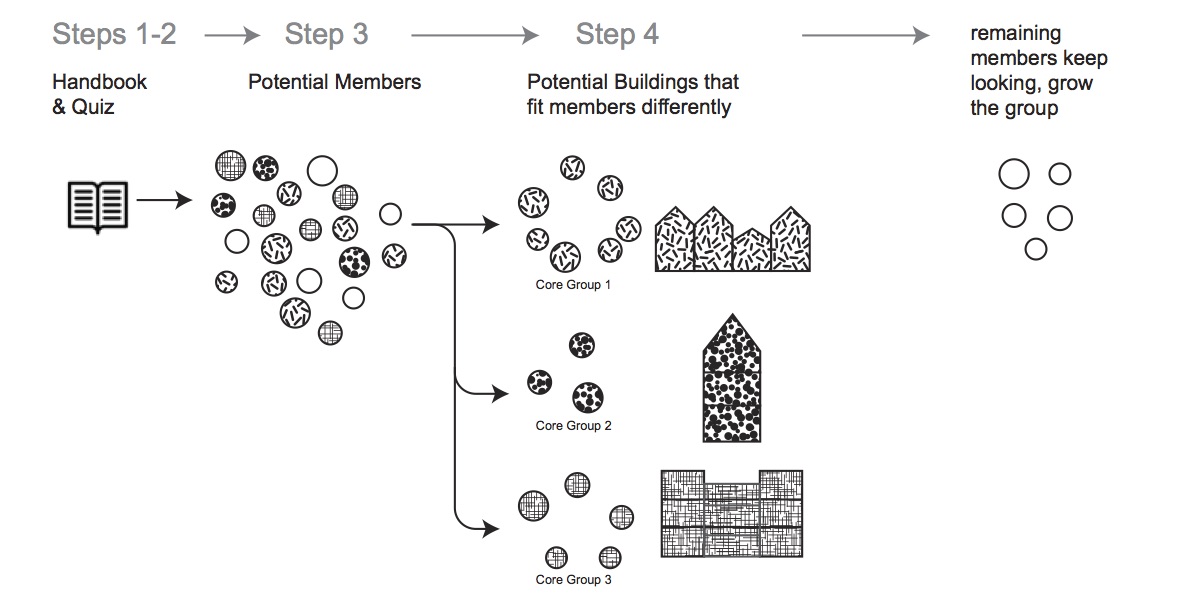 Steps 1-2
Step 3
Step 4
Handbook
& Quiz
Potential Members
Potential Buildings that
fit members differently
remaining
members keep
looking, grow
the group
Core Group 1
Core Group 2
Core Group 3